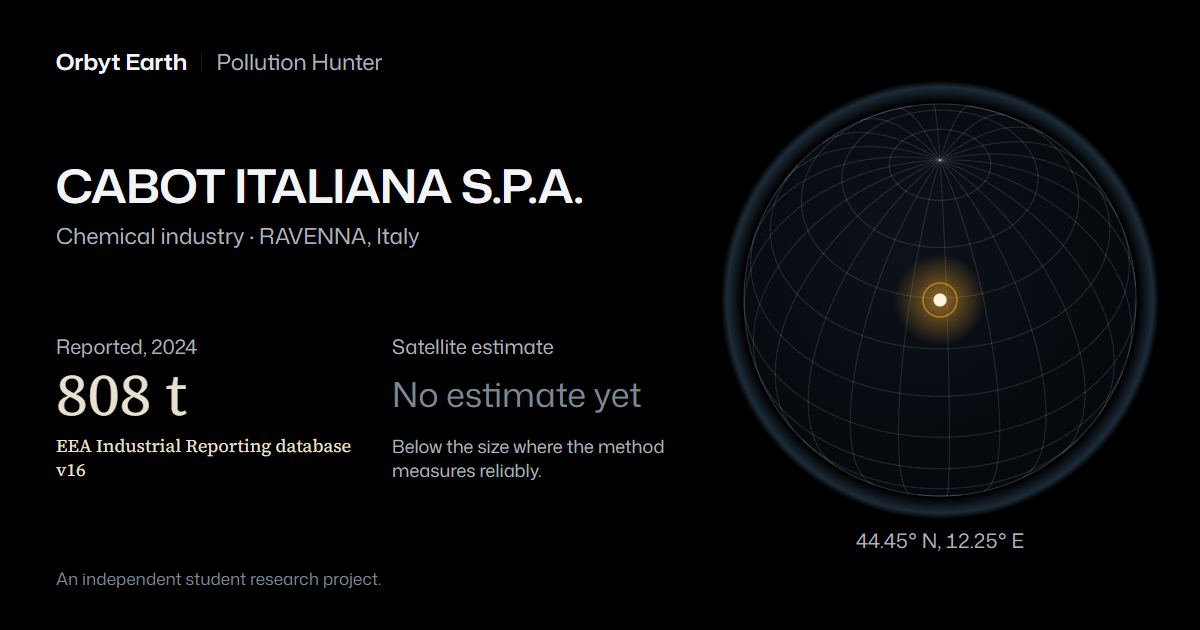 Orbyt Earth | Pollution Hunter
CABOT ITALIANA S.P.A.
Chemical industry · RAVENNA, Italy
Reported, 2024
808 t
EEA Industrial Reporting database
v16
Satellite estimate
No estimate yet
Below the size where the method
measures reliably.
44.45° N, 12.25° E
An independent student research project.